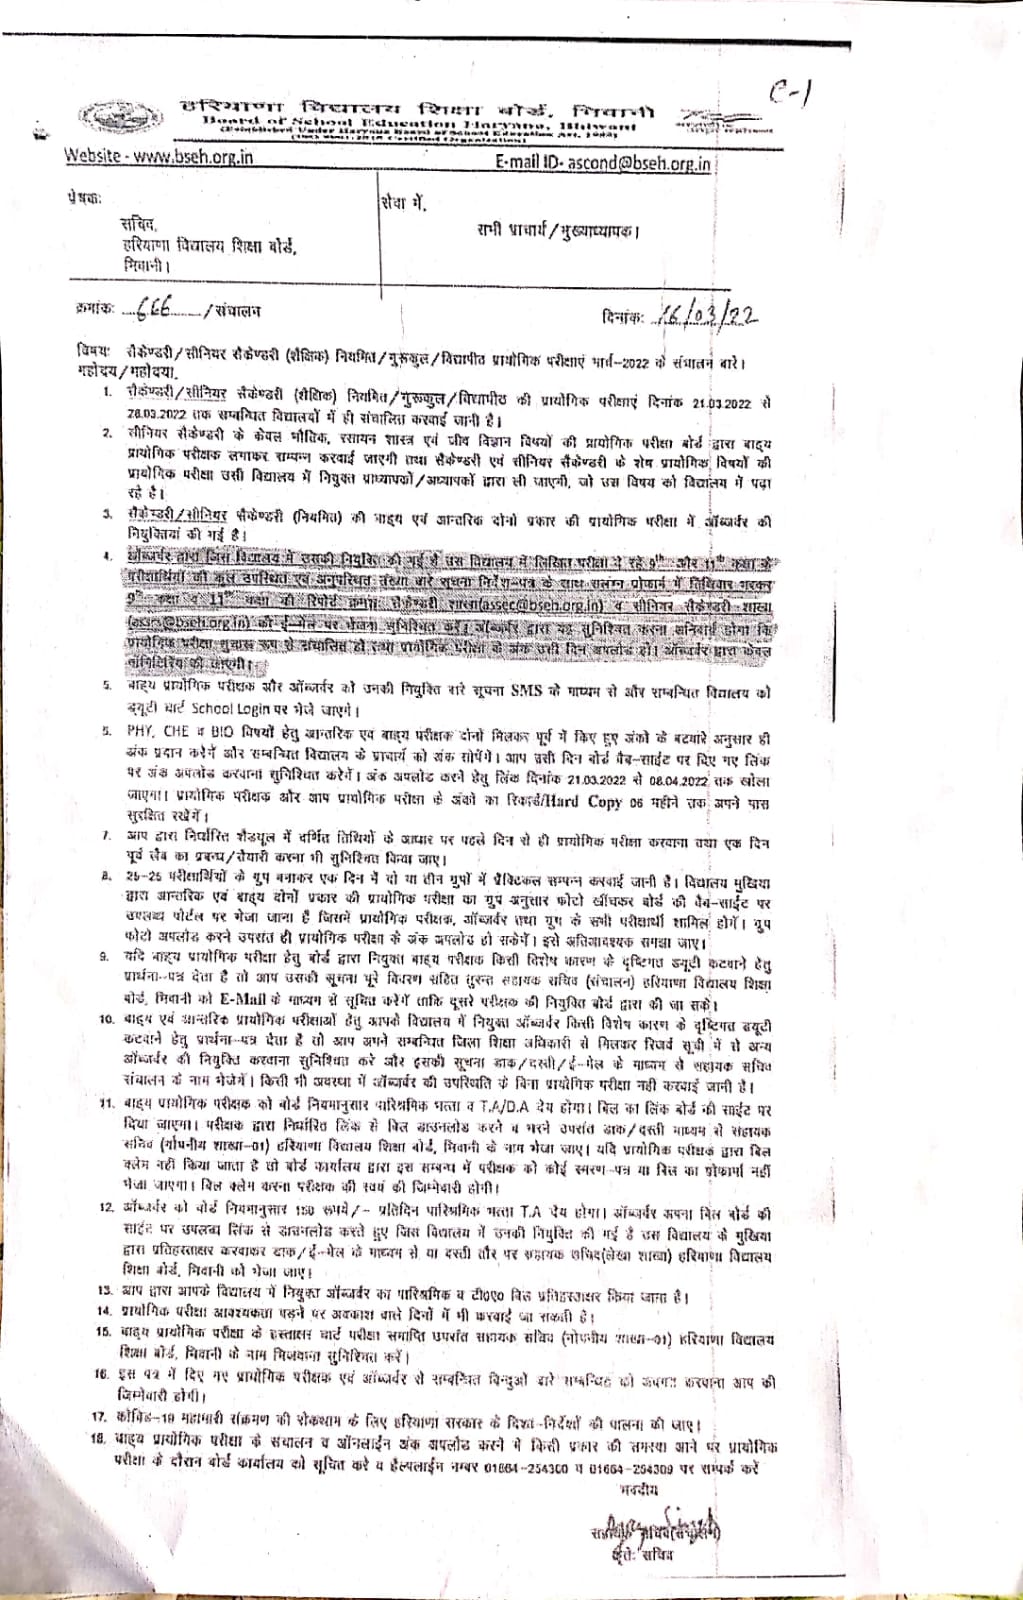 C-1
हरियाणा विद्यालय शिक्षा बोर्ड, भिवानी
Board of School Education Haryana, Bhiwani
(Established Under Haryana Board of School Education Act, 1969)
Website - www.bseh.org.in
E-mail ID- ascond@bseh.org.in
प्रेषकः
सचिव,
हरियाणा विद्यालय शिक्षा बोर्ड,
भिवानी।
सेवा में,
सभी प्राचार्य/मुख्याध्यापक।
क्रमांकः 666 /संचालन
दिनांकः 16/03/22
विषयः सैकेण्डरी/सीनियर सैकेण्डरी (शैक्षिक) नियमित/गुरूकुल/विद्यापीठ प्रायोगिक परीक्षाएं मार्च-2022 के संचालन बारे।
महोदय/महोदया,
1. सैकेण्डरी/सीनियर सैकेण्डरी (शैक्षिक) नियमित/गुरूकुल/विद्यापीठ की प्रायोगिक परीक्षाएं दिनांक 21.03.2022 से
28.03.2022 तक सम्बन्धित विद्यालयों में ही संचालित करवाई जानी है।
2. सीनियर सैकेण्डरी के केवल भौतिक, रसायन शास्त्र एवं जीव विज्ञान विषयों की प्रायोगिक परीक्षा बोर्ड द्वारा बाह्य
प्रायोगिक परीक्षक लगाकर सम्पन्न करवाई जाएगी तथा सैकेण्डरी एवं सीनियर सैकेण्डरी के शेष प्रायोगिक विषयों की
प्रायोगिक परीक्षा उसी विद्यालय में नियुक्त प्राध्यापकों/अध्यापकों द्वारा ली जाएगी, जो उस विषय को विद्यालय में पढ़ा
रहे है।
3. सैकेण्डरी/सीनियर सैकेण्डरी (नियमित) की बाह्य एवं आन्तरिक दोनो प्रकार की प्रायोगिक परीक्षा में ऑब्जर्वर की
नियुक्तियां की गई है।
4. ऑब्जर्वर द्वारा जिस विद्यालय में उसकी नियुक्ति की गई है उस विद्यालय में लिखित परीक्षा दे रहे 9th और 11th कक्षा के
परीक्षार्थियों की कुल उपस्थित एवं अनुपस्थित संख्या बारे सूचना निर्देश-पत्र के साथ सलंग्न प्रोफार्मा में तिथिवार भरकर
9th कक्षा व 11th कक्षा की रिपोर्ट क्रमशः सैकेण्डरी शाखा(assec@bseh.org.in) व सीनियर सैकेण्डरी शाखा
की ई-मेल पर भेजना सुनिश्चित करें। ऑब्जर्वर द्वारा यह सुनिश्चित करना अनिवार्य होगा कि
प्रायोगिक परीक्षा सुचारू रूप से संचालित हो तथा प्रायोगिक परीक्षा के अंक उसी दिन अपलोड हो। ऑब्जर्वर द्वारा केवल
मॉनिटरिंग की जाएगी।
5. बाह्य प्रायोगिक परीक्षक और ऑब्जर्वर को उनकी नियुक्ति बारे सूचना SMS के माध्यम से और सम्बन्धित विद्यालय को
ड्यूटी चार्ट School Login पर भेजे जाएगे।
5. PHY, CHE व BIO विषयों हेतु आन्तरिक एवं बाह्य परीक्षक दोनों मिलकर पूर्व में किए हुए अंको के बटवारे अनुसार ही
अंक प्रदान करेगें और सम्बन्धित विद्यालय के प्राचार्य को अंक सोपेंगे। आप उसी दिन बोर्ड वैब-साईट पर दिए गए लिंक
पर अंक अपलोड करवाना सुनिश्चित करेगें। अंक अपलोड करने हेतु लिंक दिनांक 21.03.2022 से 08.04.2022 तक खोला
जाएगा। प्रायोगिक परीक्षक और आप प्रायोगिक परीक्षा के अंको का रिकार्ड/Hard Copy 06 महीने तक अपने पास
सुरक्षित रखेगें।
7. आप द्वारा निर्धारित शैडयूल में दर्शित तिथियों के आधार पर पहले दिन से ही प्रायोगिक परीक्षा करवाना तथा एक दिन
पूर्व लैब का प्रबन्ध/तैयारी करना भी सुनिश्चित किया जाए।
8. 25-25 परीक्षार्थियों के ग्रुप बनाकर एक दिन में दो या तीन ग्रुपों में प्रैक्टिकल सम्पन्न करवाई जानी है। विद्यालय मुखिया
द्वारा आन्तरिक एवं बाह्य दोनों प्रकार की प्रायोगिक परीक्षा का ग्रुप अनुसार फोटो खींचकर बोर्ड की वैब-साईट पर
उपलब्ध पोर्टल पर भेजा जाना है जिसमें प्रायोगिक परीक्षक, ऑब्जर्वर तथा ग्रुप के सभी परीक्षार्थी शामिल होगें। ग्रुप
फोटो अपलोड करने उपरांत ही प्रायोगिक परीक्षा के अंक अपलोड हो सकेगें। इसे अतिआवश्यक समझा जाए।
9. यदि बाह्य प्रायोगिक परीक्षा हेतु बोर्ड द्वारा नियुक्त बाह्य परीक्षक किसी विशेष कारण के दृष्टिगत डयूटी कटवाने हेतु
प्रार्थना-पत्र देता है तो आप उसकी सूचना पूरे विवरण सहित तुरन्त सहायक सचिव (संचालन) हरियाणा विद्यालय शिक्षा
बोर्ड, भिवानी को E-Mail के माध्यम से सूचित करेगें ताकि दूसरे परीक्षक की नियुक्ति बोर्ड द्वारा की जा सके।
10. बाह्य एवं आन्तरिक प्रायोगिक परीक्षाओं हेतु आपके विद्यालय में नियुक्त ऑब्जर्वर किसी विशेष कारण के दृष्टिगत डयूटी
कटवाने हेतु प्रार्थना-पत्र देता है तो आप अपने सम्बन्धित जिला शिक्षा अधिकारी से मिलकर रिजर्व सूची में से अन्य
ऑब्जर्वर की नियुक्ति करवाना सुनिश्चित करे और इसकी सूचना डाक/दस्ती/ई-मेल के माध्यम से सहायक सचिव
संचालन के नाम भेजेगें। किसी भी अवस्था में ऑब्जर्वर की उपस्थिति के बिना प्रायोगिक परीक्षा नही करवाई जानी है।
11. बाह्य प्रायोगिक परीक्षक को बोर्ड नियमानुसार पारिश्रमिक भत्ता व T.A/D.A देय होगा। बिल का लिंक बोर्ड की साईट पर
दिया जाएगा। परीक्षक द्वारा निर्धारित लिंक से बिल डाउनलोड करने व भरने उपरांत डाक/दस्ती माध्यम से सहायक
सचिव (गोपनीय शाखा-01) हरियाणा विद्यालय शिक्षा बोर्ड, भिवानी के नाम भेजा जाए। यदि प्रायोगिक परीक्षक द्वारा बिल
क्लेम नही किया जाता है तो बोर्ड कार्यालय द्वारा इस सम्बन्ध में परीक्षक को कोई स्मरण-पत्र या बिल का प्रोफार्मा नहीं
भेजा जाएगा। बिल क्लेम करना परीक्षक की स्वयं की जिम्मेवारी होगी।
12. ऑब्जर्वर को बोर्ड नियमानुसार 150 रूपये/- प्रतिदिन पारिश्रमिक भत्ता T.A देय होगा। ऑब्जर्वर अपना बिल बोर्ड की
साईट पर उपलब्ध लिंक से डाउनलोड करते हुए जिस विद्यालय में उनकी नियुक्ति की गई है उस विद्यालय के मुखिया
द्वारा प्रतिहस्ताक्षर करवाकर डाक/ई-मेल के माध्यम से या दस्ती तौर पर सहायक सचिव(लेखा शाखा) हरियाणा विद्यालय
शिक्षा बोर्ड, भिवानी को भेजा जाए।
13. आप द्वारा आपके विद्यालय में नियुक्त ऑब्जर्वर का पारिश्रमिक व टी०ए० बिल प्रतिहस्ताक्षर किया जाना है।
14. प्रायोगिक परीक्षा आवश्यकता पड़ने पर अवकाश वाले दिनों में भी करवाई जा सकती है।
15. बाह्य प्रायोगिक परीक्षा के हस्ताक्षर चार्ट परीक्षा समाप्ति उपरांत सहायक सचिव (गोपनीय शाखा-01) हरियाणा विद्यालय
शिक्षा बोर्ड, भिवानी के नाम भिजवाना सुनिश्चित करें।
16. इस पत्र में दिए गए प्रायोगिक परीक्षक एवं ऑब्जर्वर से सम्बन्धित बिन्दुओं बारे सम्बन्धित को अवगत करवाना आप की
जिम्मेवारी होगी।
17. कोविड-19 महामारी संक्रमण की रोकथाम के लिए हरियाणा सरकार के दिशा-निर्देशों की पालना की जाए।
18. बाह्य प्रायोगिक परीक्षा के संचालन व ऑनलाईन अंक अपलोड करने मे किसी प्रकार की समस्या आने पर प्रायोगिक
परीक्षा के दौरान बोर्ड कार्यालय को सूचित करे व हैल्पलाईन नम्बर 01664-254300 व 01664-254309 पर सम्पर्क करें
भवदीय
सहायक सचिव(संचालन)
कृतेः सचिव